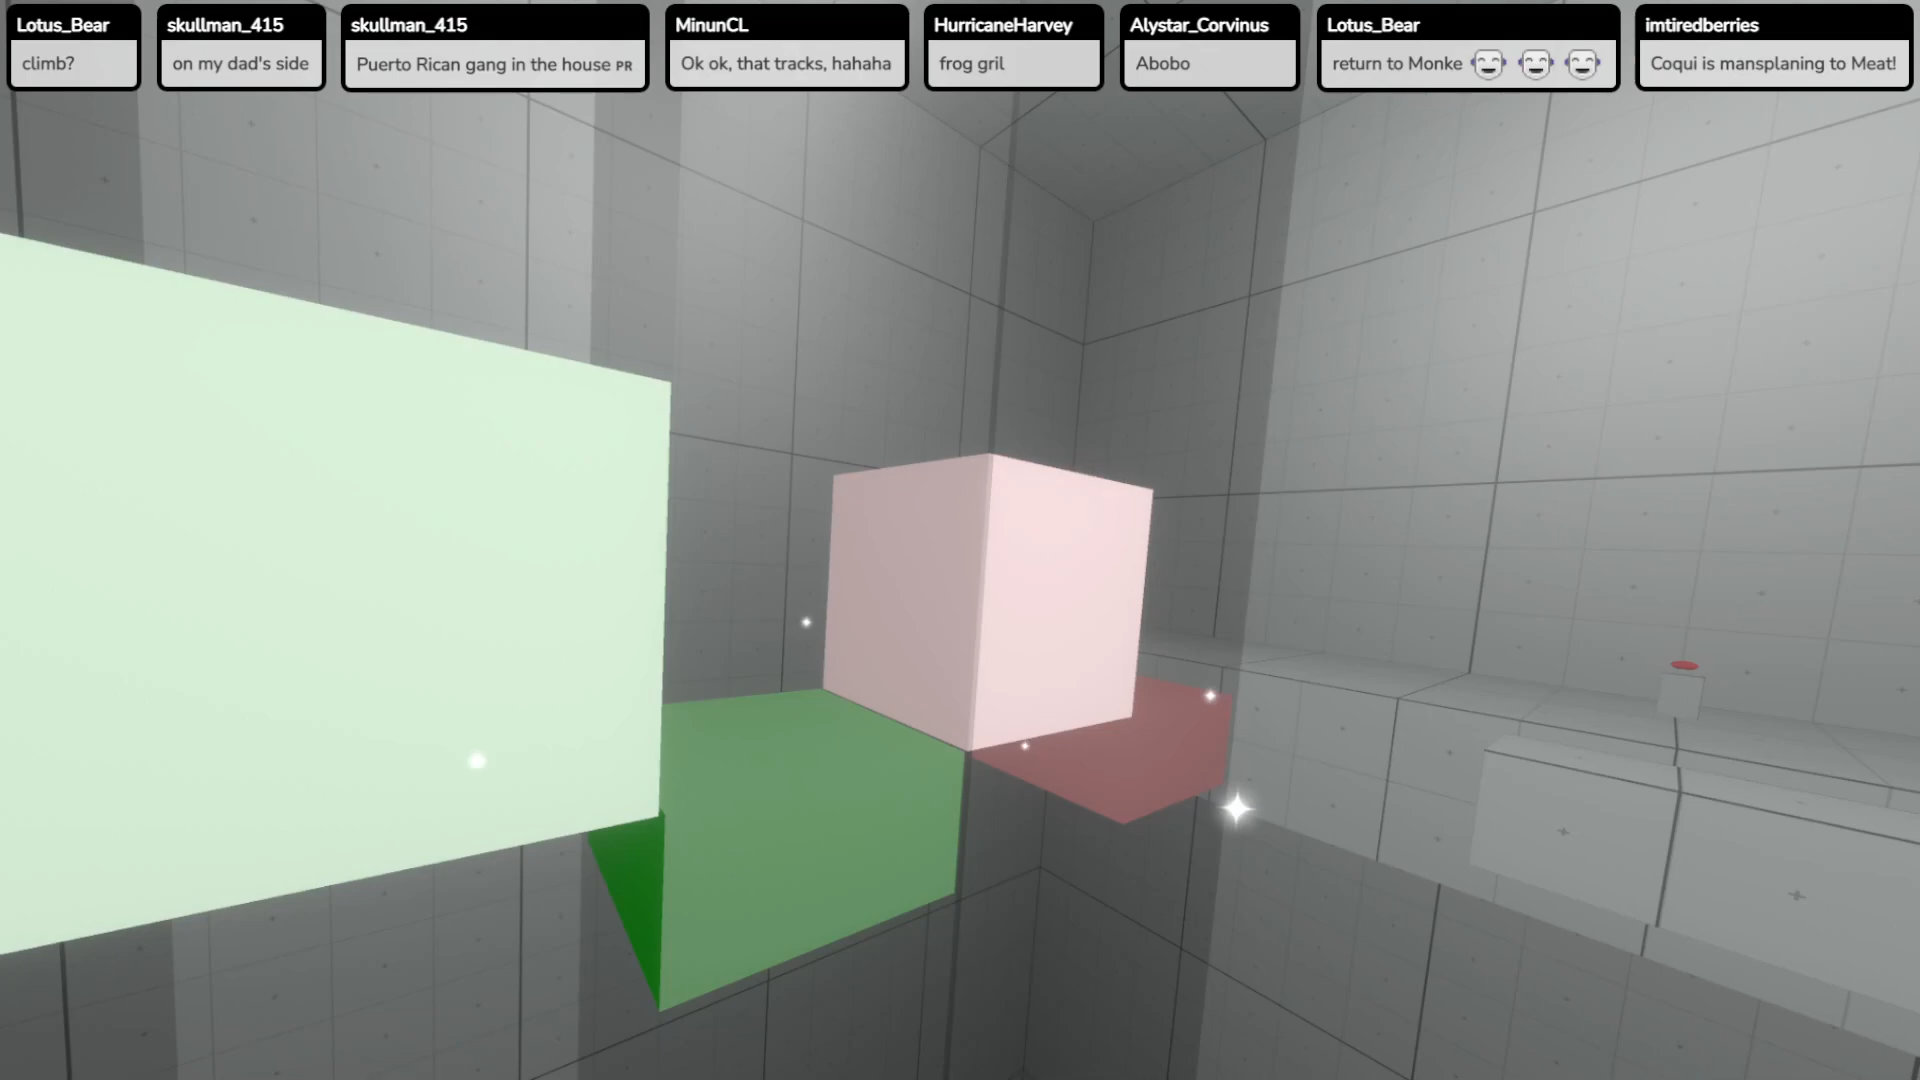 Lotus_Bear
climb?
skullman_415
on my dad's side
skullman_415
Puerto Rican gang in the house PR
MinunCL
Ok ok, that tracks, hahaha
HurricaneHarvey
frog gril
Alystar_Corvinus
Abobo
Lotus_Bear
return to Monke
imtiredberries
Coqui is mansplaning to Meat!